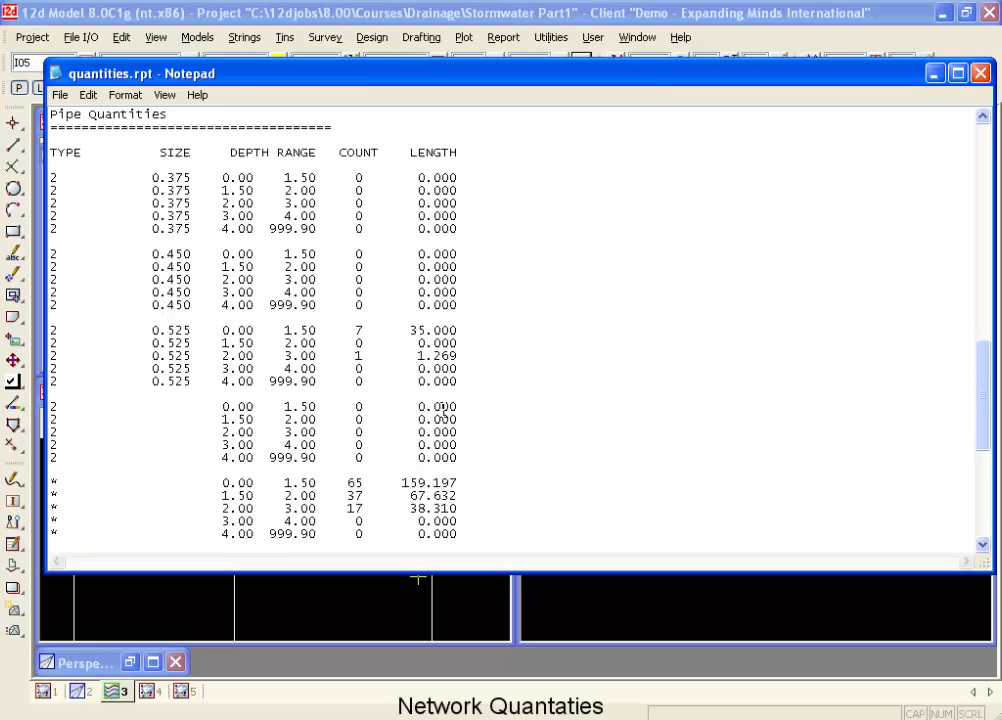 12d Model 8.0C1g (nt.x86) - Project "C:\12djobs\8.00\Courses\Drainage\Stormwater Part1" - Client "Demo - Expanding Minds International"
Project File I/O Edit View Models Strings Tins Survey Design Drafting Plot Report Utilities User Window Help
I05
quantities.rpt - Notepad
P L
File Edit Format View Help
Pipe Quantities
====================================
TYPE SIZE DEPTH RANGE COUNT LENGTH
2 0.375 0.00 1.50 0 0.000
2 0.375 1.50 2.00 0 0.000
2 0.375 2.00 3.00 0 0.000
2 0.375 3.00 4.00 0 0.000
2 0.375 4.00 999.90 0 0.000
2 0.450 0.00 1.50 0 0.000
2 0.450 1.50 2.00 0 0.000
2 0.450 2.00 3.00 0 0.000
2 0.450 3.00 4.00 0 0.000
2 0.450 4.00 999.90 0 0.000
2 0.525 0.00 1.50 7 35.000
2 0.525 1.50 2.00 0 0.000
2 0.525 2.00 3.00 1 1.269
2 0.525 3.00 4.00 0 0.000
2 0.525 4.00 999.90 0 0.000
2 0.00 1.50 0 0.000
2 1.50 2.00 0 0.000
2 2.00 3.00 0 0.000
2 3.00 4.00 0 0.000
2 4.00 999.90 0 0.000
* 0.00 1.50 65 159.197
* 1.50 2.00 37 67.632
* 2.00 3.00 17 38.310
* 3.00 4.00 0 0.000
* 4.00 999.90 0 0.000
Perspe...
1 2 3 4 5
Network Quantaties
CAP NUM SCRL